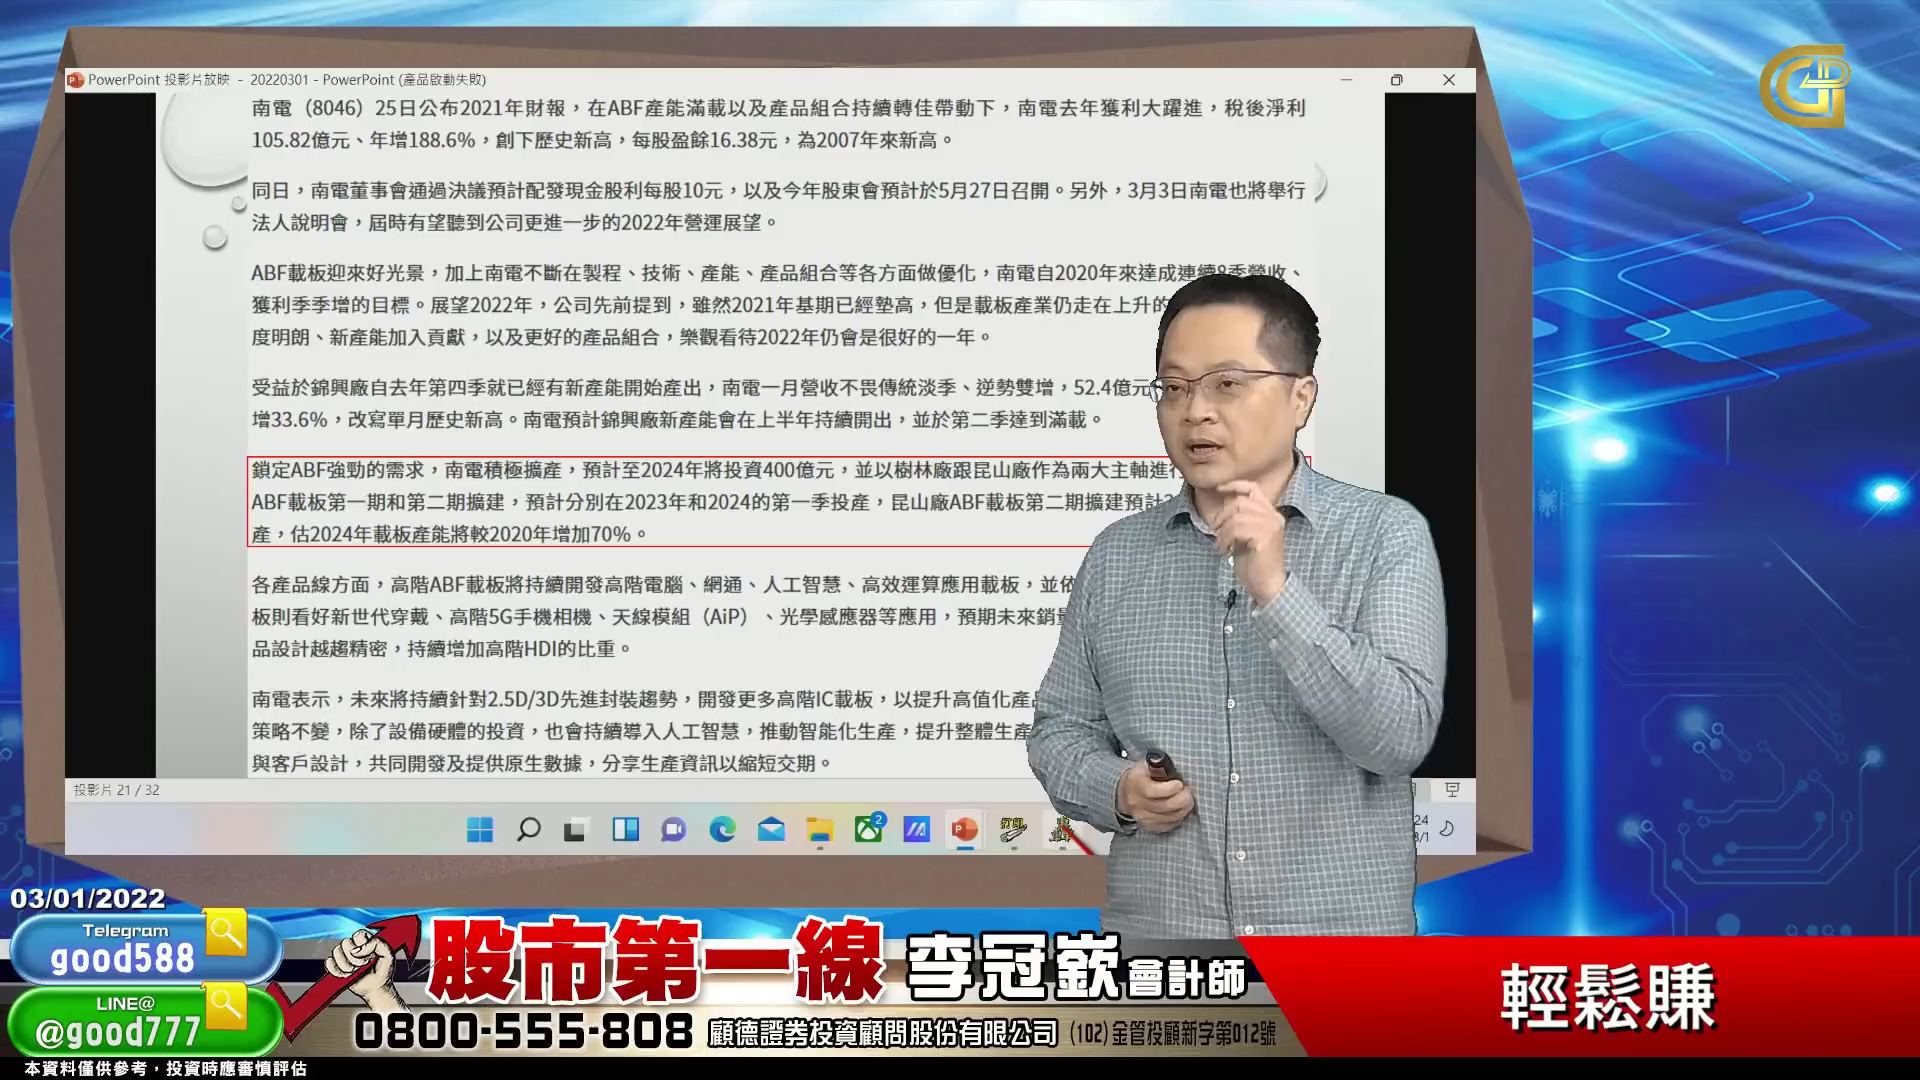 PowerPoint 投影片放映 - 20220301 - PowerPoint (產品啟動失敗)
南電（8046）25日公布2021年財報，在ABF產能滿載以及產品組合持續轉佳帶動下，南電去年獲利大躍進，稅後淨利
105.82億元、年增188.6%，創下歷史新高，每股盈餘16.38元，為2007年來新高。
同日，南電董事會通過決議預計配發現金股利每股10元，以及今年股東會預計於5月27日召開。另外，3月3日南電也將舉行
法人說明會，屆時有望聽到公司更進一步的2022年營運展望。
ABF載板迎來好光景，加上南電不斷在製程、技術、產能、產品組合等各方面做優化，南電自2020年來達成連續8季營收、
獲利季季增的目標。展望2022年，公司先前提到，雖然2021年基期已經墊高，但是載板產業仍走在上升的
度明朗、新產能加入貢獻，以及更好的產品組合，樂觀看待2022年仍會是很好的一年。
受益於錦興廠自去年第四季就已經有新產能開始產出，南電一月營收不畏傳統淡季、逆勢雙增，52.4億元
增33.6%，改寫單月歷史新高。南電預計錦興廠新產能會在上半年持續開出，並於第二季達到滿載。
鎖定ABF強勁的需求，南電積極擴產，預計至2024年將投資400億元，並以樹林廠跟昆山廠作為兩大主軸進行
ABF載板第一期和第二期擴建，預計分別在2023年和2024的第一季投產，昆山廠ABF載板第二期擴建預計
產，估2024年載板產能將較2020年增加70%。
各產品線方面，高階ABF載板將持續開發高階電腦、網通、人工智慧、高效運算應用載板，並依
板則看好新世代穿戴、高階5G手機相機、天線模組（AiP）、光學感應器等應用，預期未來銷量
品設計越趨精密，持續增加高階HDI的比重。
南電表示，未來將持續針對2.5D/3D先進封裝趨勢，開發更多高階IC載板，以提升高值化產品
策略不變，除了設備硬體的投資，也會持續導入人工智慧，推動智能化生產，提升整體生產
與客戶設計，共同開發及提供原生數據，分享生產資訊以縮短交期。
投影片 21 / 32
2
打印
03/01/2022
Telegram
good588
LINE@
@good777
股市第一線 李冠嶔 會計師
0800-555-808 顧德證券投資顧問股份有限公司 (102)金管投顧新字第012號
輕鬆賺
本資料僅供參考，投資時應審慎評估